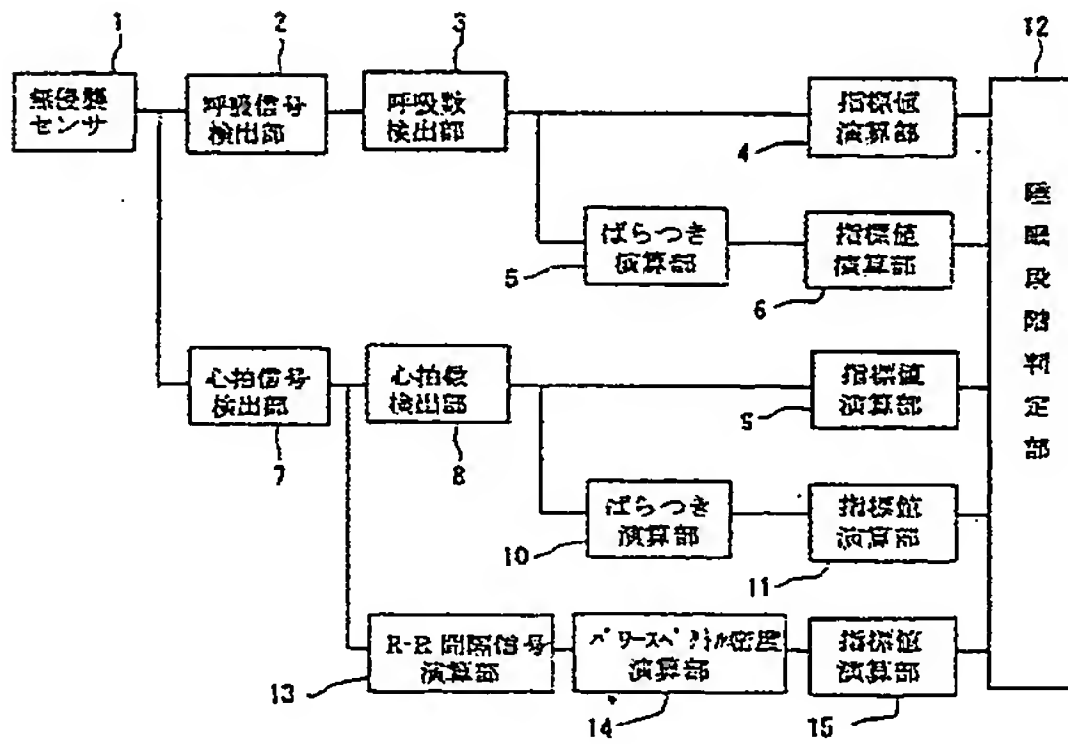 1
2
3
12
無侵襲
センサ
呼吸信号
検出部
呼吸数
検出部
指標値
演算部
4
ばらつき
演算部
5
指標値
演算部
6
睡眠段階判定部
心拍信号
検出部
7
心拍数
検出部
8
指標値
演算部
9
ばらつき
演算部
10
指標値
演算部
11
R-R間隔信号
演算部
13
パワースペクトル密度
演算部
14
指標値
演算部
15